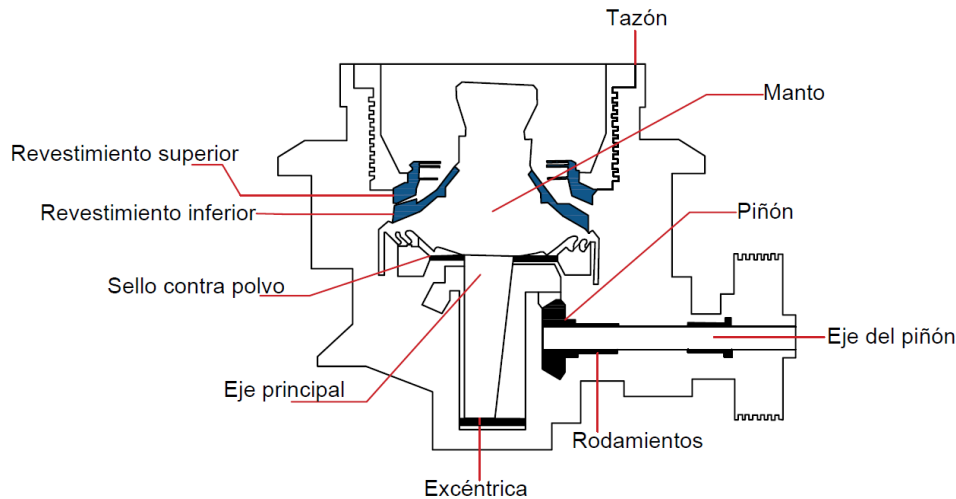 Tazón
Manto
Revestimiento superior
Revestimiento inferior
Piñón
Sello contra polvo
Eje del piñón
Eje principal
Rodamientos
Excéntrica